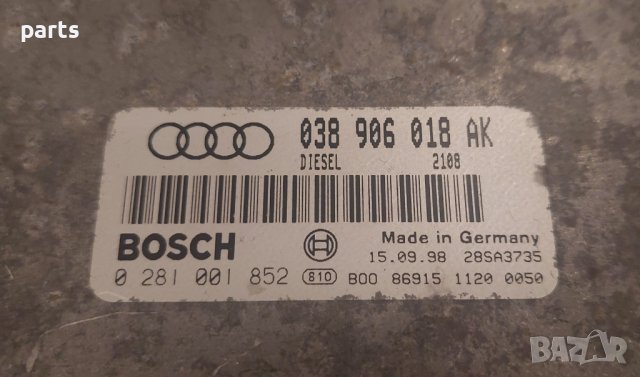 parts
038 906 018 AK
DIESEL 2108
BOSCH
Made in Germany
15.09.98 28SA3735
0 281 001 852 810 B00 86915 1120 0050
BAZAR